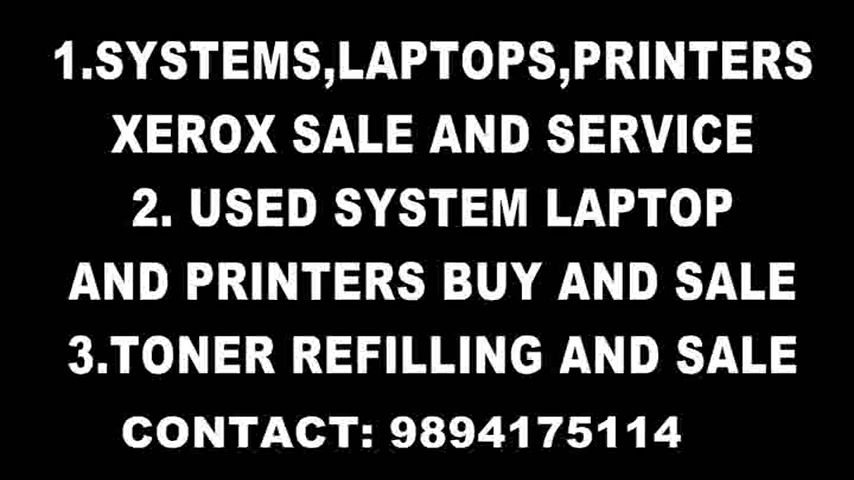 1.SYSTEMS,LAPTOPS,PRINTERS
XEROX SALE AND SERVICE
2. USED SYSTEM LAPTOP
AND PRINTERS BUY AND SALE
3.TONER REFILLING AND SALE
CONTACT: 9894175114